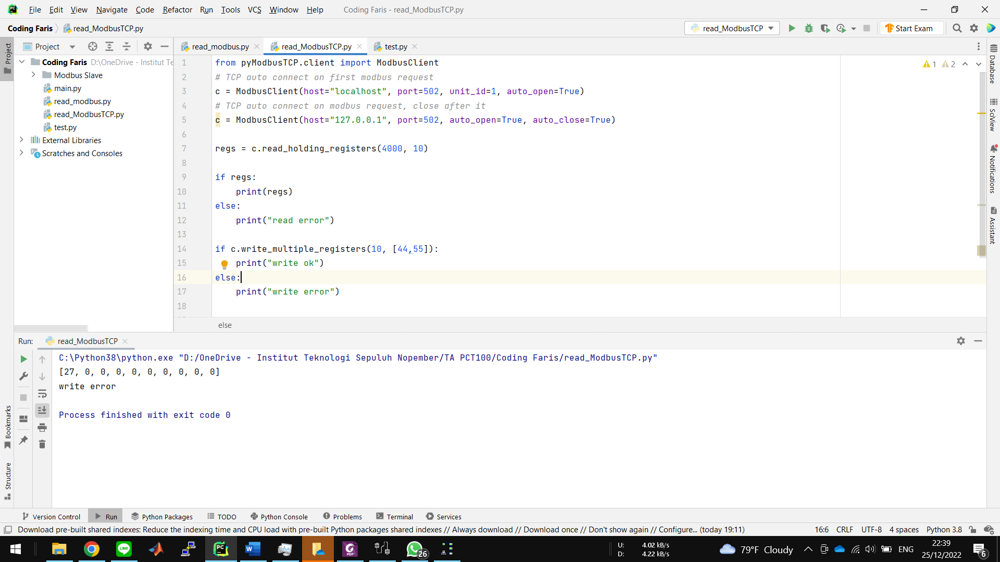 File Edit View Navigate Code Refactor Run Tools VCS Window Help Coding Faris - read_ModbusTCP.py
Coding Faris read_ModbusTCP.py read_ModbusTCP Start Exam
Project read_modbus.py read_ModbusTCP.py test.py
Project
Coding Faris D:\OneDrive - Institut Te
Modbus Slave
main.py
read_modbus.py
read_ModbusTCP.py
test.py
External Libraries
Scratches and Consoles
1 from pyModbusTCP.client import ModbusClient
2 # TCP auto connect on first modbus request
3 c = ModbusClient(host="localhost", port=502, unit_id=1, auto_open=True)
4 # TCP auto connect on modbus request, close after it
5 c = ModbusClient(host="127.0.0.1", port=502, auto_open=True, auto_close=True)
6
7 regs = c.read_holding_registers(4000, 10)
8
9 if regs:
10 print(regs)
11 else:
12 print("read error")
13
14 if c.write_multiple_registers(10, [44,55]):
15 print("write ok")
16 else:
17 print("write error")
18
1 2
else
Database
SciView
Notifications
Assistant
Run: read_ModbusTCP
C:\Python38\python.exe "D:/OneDrive - Institut Teknologi Sepuluh Nopember/TA PCT100/Coding Faris/read_ModbusTCP.py"
[27, 0, 0, 0, 0, 0, 0, 0, 0, 0]
write error
Process finished with exit code 0
Bookmarks
Structure
Version Control Run Python Packages TODO Python Console Problems Terminal Services
Download pre-built shared indexes: Reduce the indexing time and CPU load with pre-built Python packages shared indexes // Always download // Download once // Don't show again // Configure... (today 19:11) 16:6 CRLF UTF-8 4 spaces Python 3.8
U: 4.02 kB/s
D: 4.22 kB/s
26
79°F Cloudy ENG
22:39
25/12/2022
6